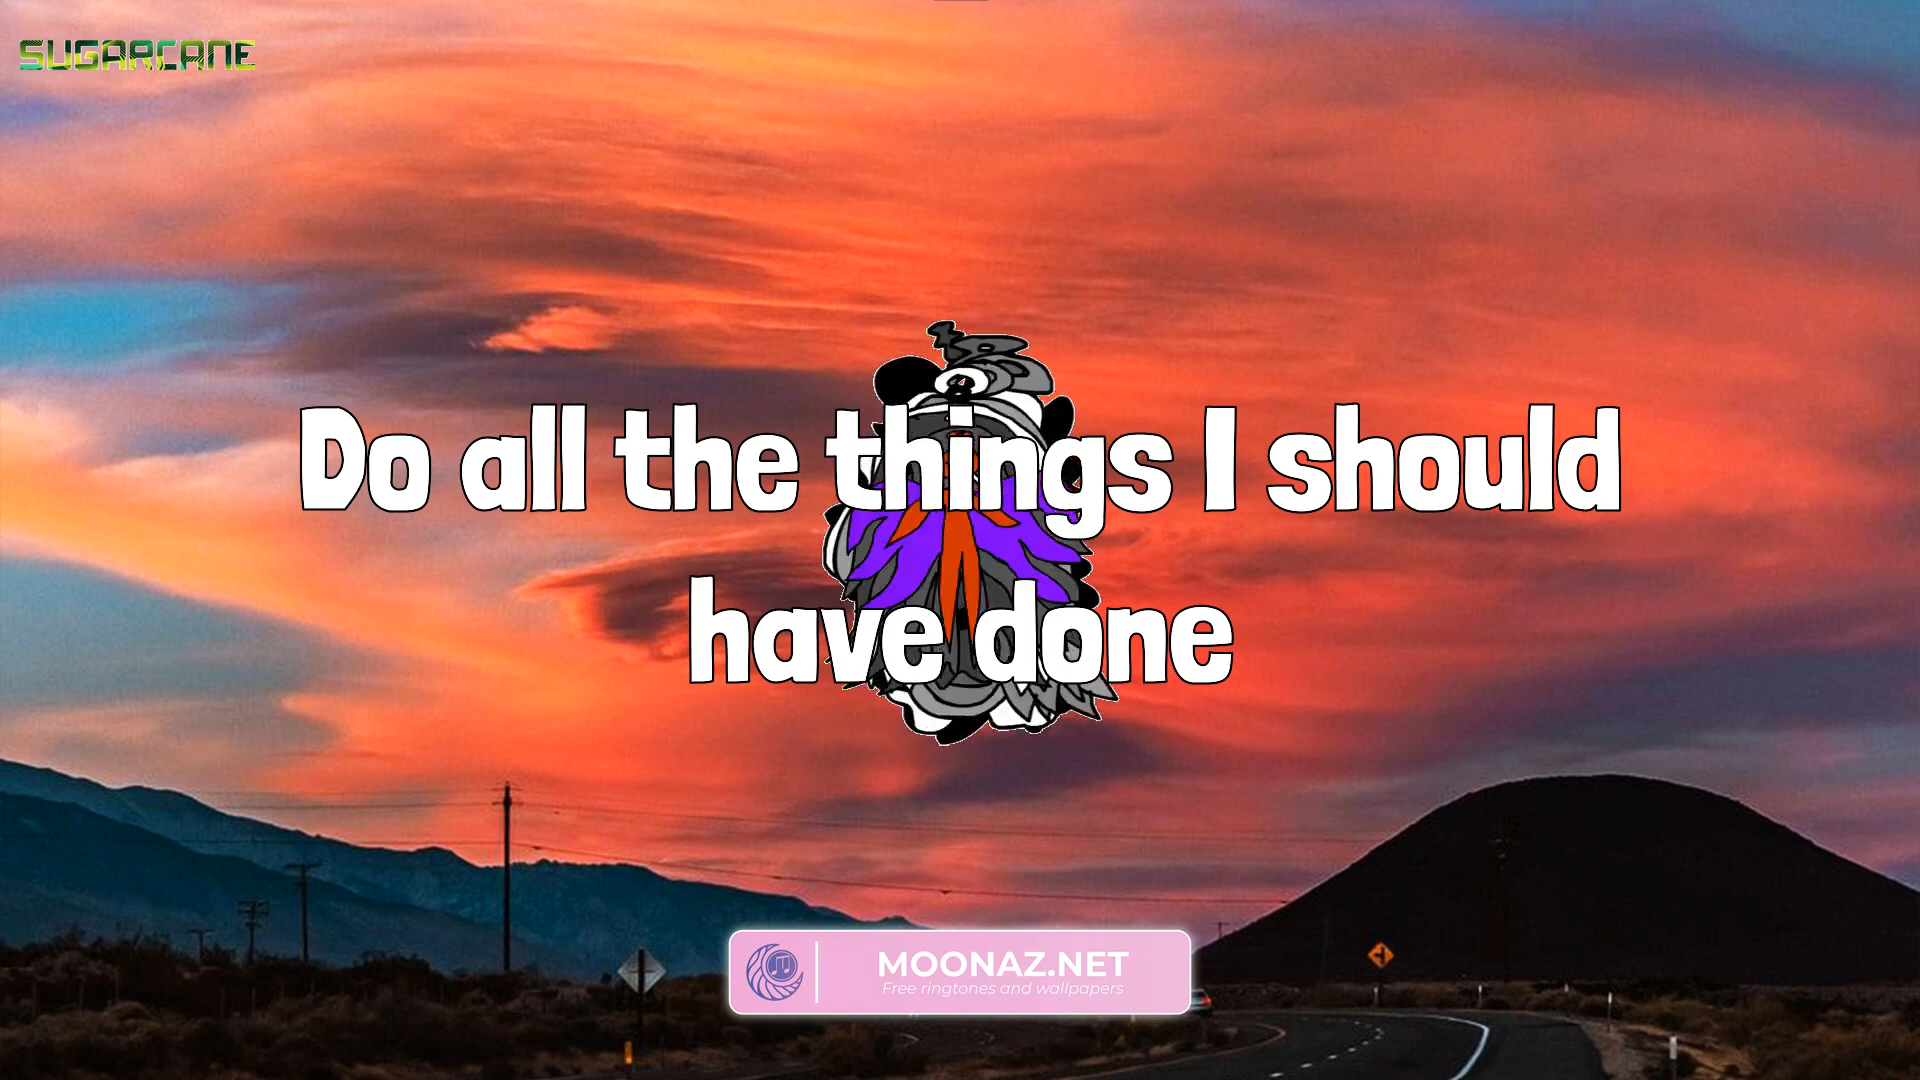 SUGARCANE
Do all the things I should
have done
MOONAZ.NET
Free ringtones and wallpapers